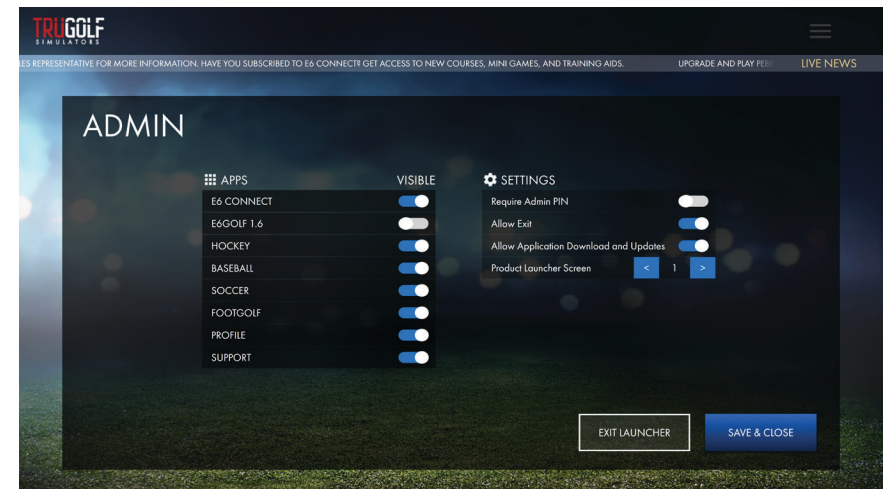 TRUGOLF
SIMULATORS
LES REPRESENTATIVE FOR MORE INFORMATION. HAVE YOU SUBSCRIBED TO E6 CONNECT? GET ACCESS TO NEW COURSES, MINI GAMES, AND TRAINING AIDS. UPGRADE AND PLAY LIVE NEWS
ADMIN
APPS VISIBLE
E6 CONNECT
E6GOLF 1.6
HOCKEY
BASEBALL
SOCCER
FOOTGOLF
PROFILE
SUPPORT
SETTINGS
Require Admin PIN
Allow Exit
Allow Application Download and Updates
Product Launcher Screen < 1 >
EXIT LAUNCHER SAVE & CLOSE